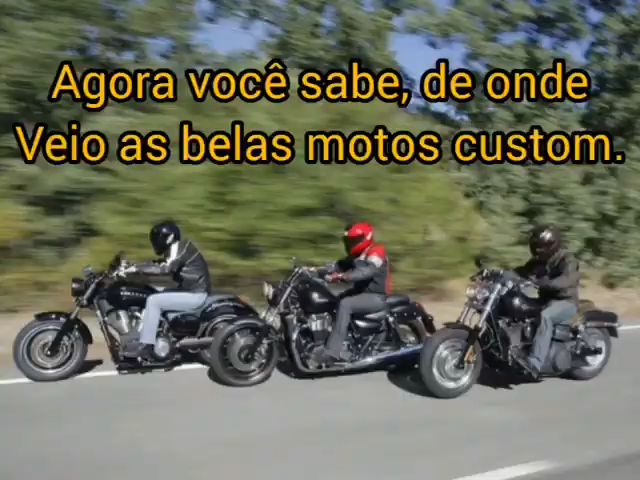 Agora você sabe, de onde
Veio as belas motos custom.